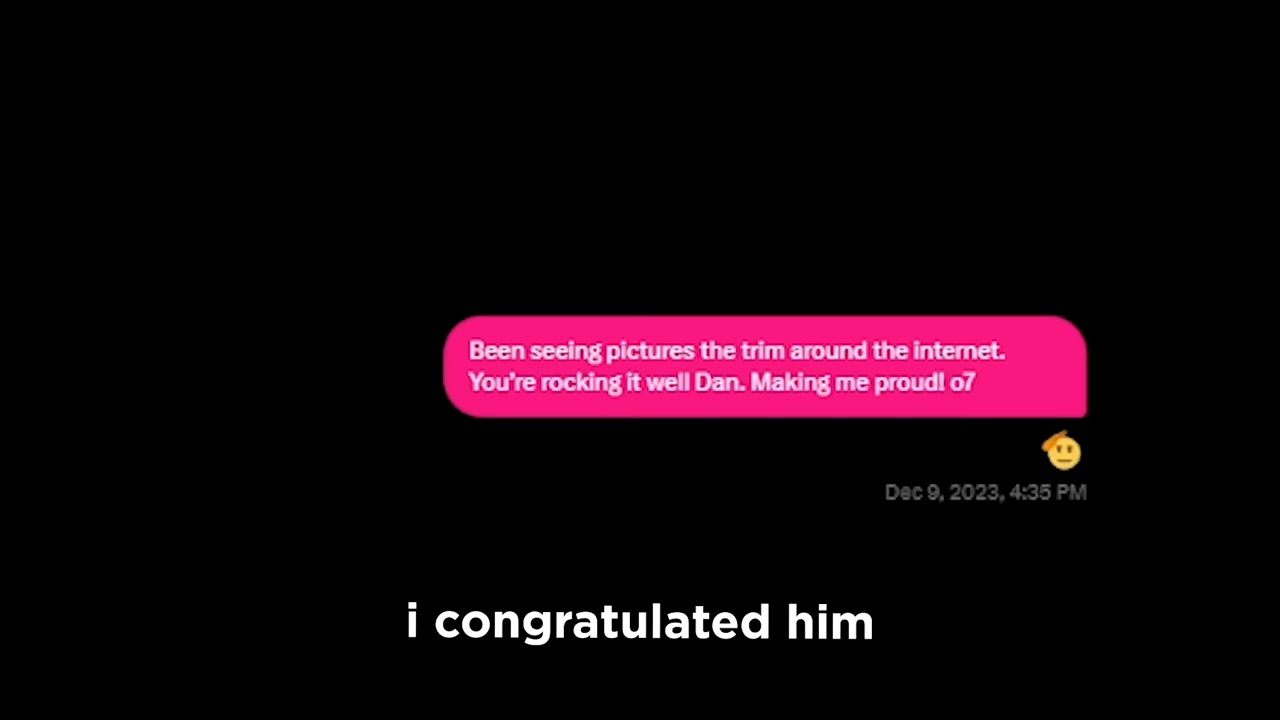 Been seeing pictures the trim around the internet.
You're rocking it well Dan. Making me proud! o7
Dec 9, 2023, 4:35 PM
i congratulated him